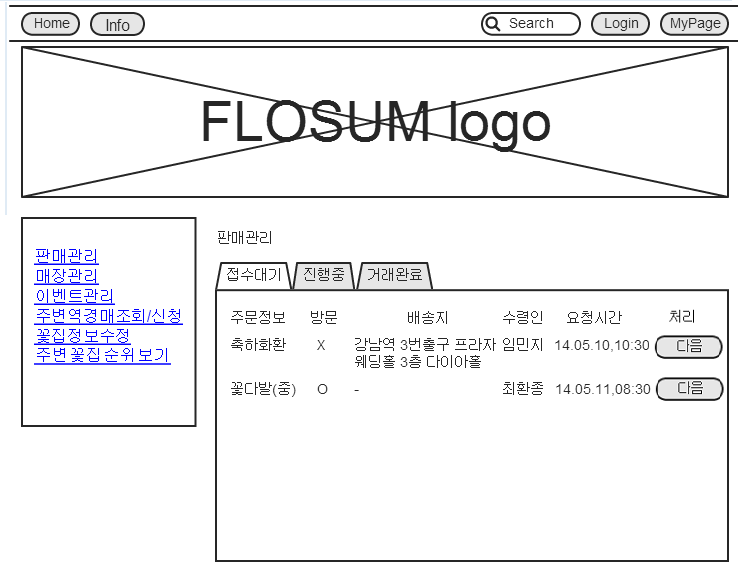 Home Info Search Login MyPage
FLOSUM logo
판매관리
매장관리
이벤트관리
주변역경매조회/신청
꽃집정보수정
주변꽃집순위보기
판매관리
접수대기 진행중 거래완료
주문정보 방문 배송지 수령인 요청시간 처리
축하화환 X 강남역 3번출구 프라자 임민지 14.05.10,10:30 다음
웨딩홀 3층 다이아홀
꽃다발(중) O - 최환종 14.05.11,08:30 다음